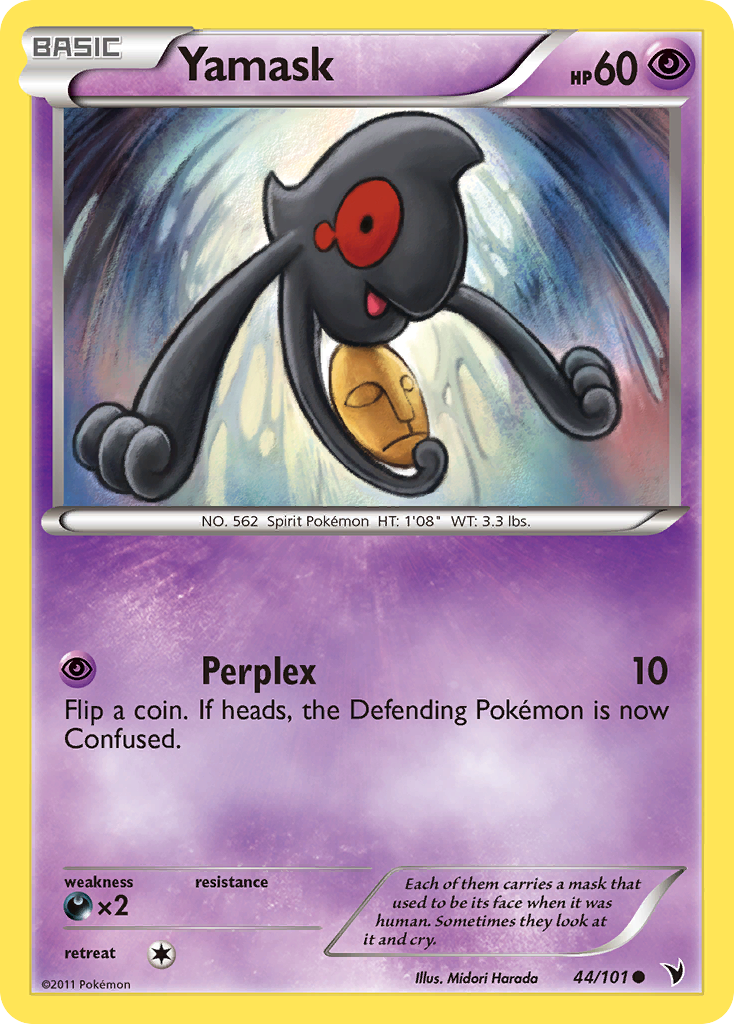 BASIC
Yamask
HP60
NO. 562 Spirit Pokémon HT: 1'08" WT: 3.3 lbs.
Perplex 10
Flip a coin. If heads, the Defending Pokémon is now
Confused.
weakness resistance
×2
retreat
Each of them carries a mask that
used to be its face when it was
human. Sometimes they look at
it and cry.
©2011 Pokémon
Illus. Midori Harada
44/101